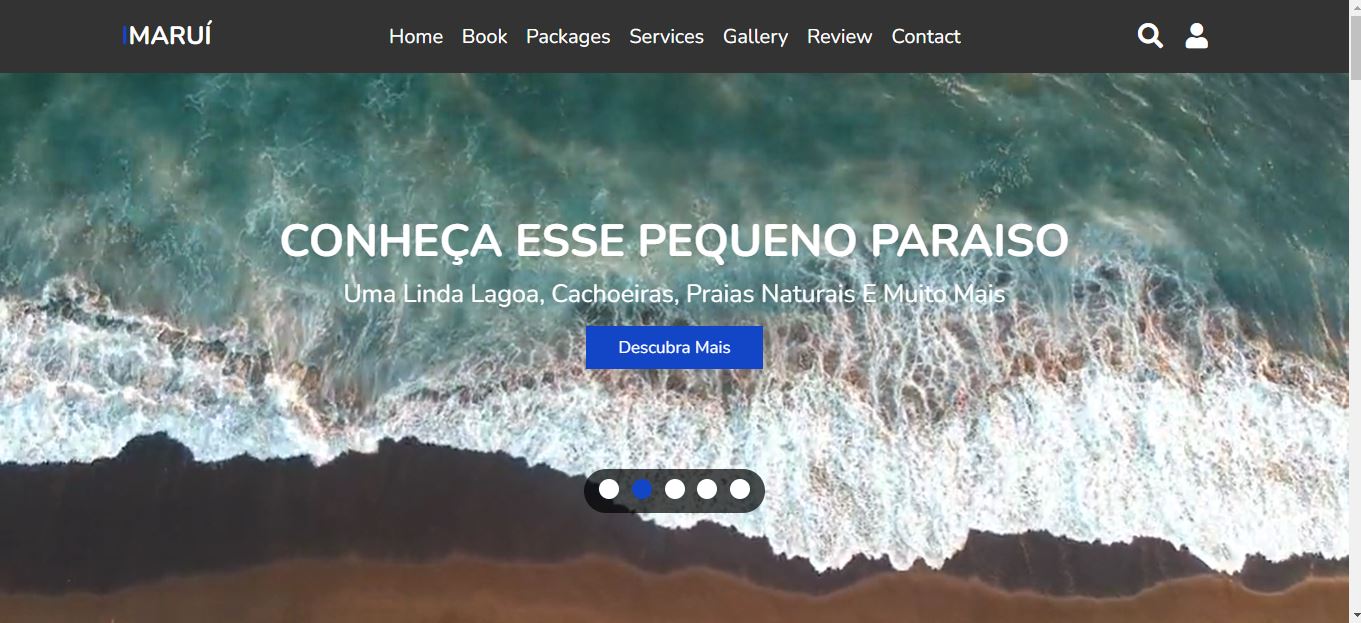 IMARUÍ
Home Book Packages Services Gallery Review Contact
CONHEÇA ESSE PEQUENO PARAISO
Uma Linda Lagoa, Cachoeiras, Praias Naturais E Muito Mais
Descubra Mais